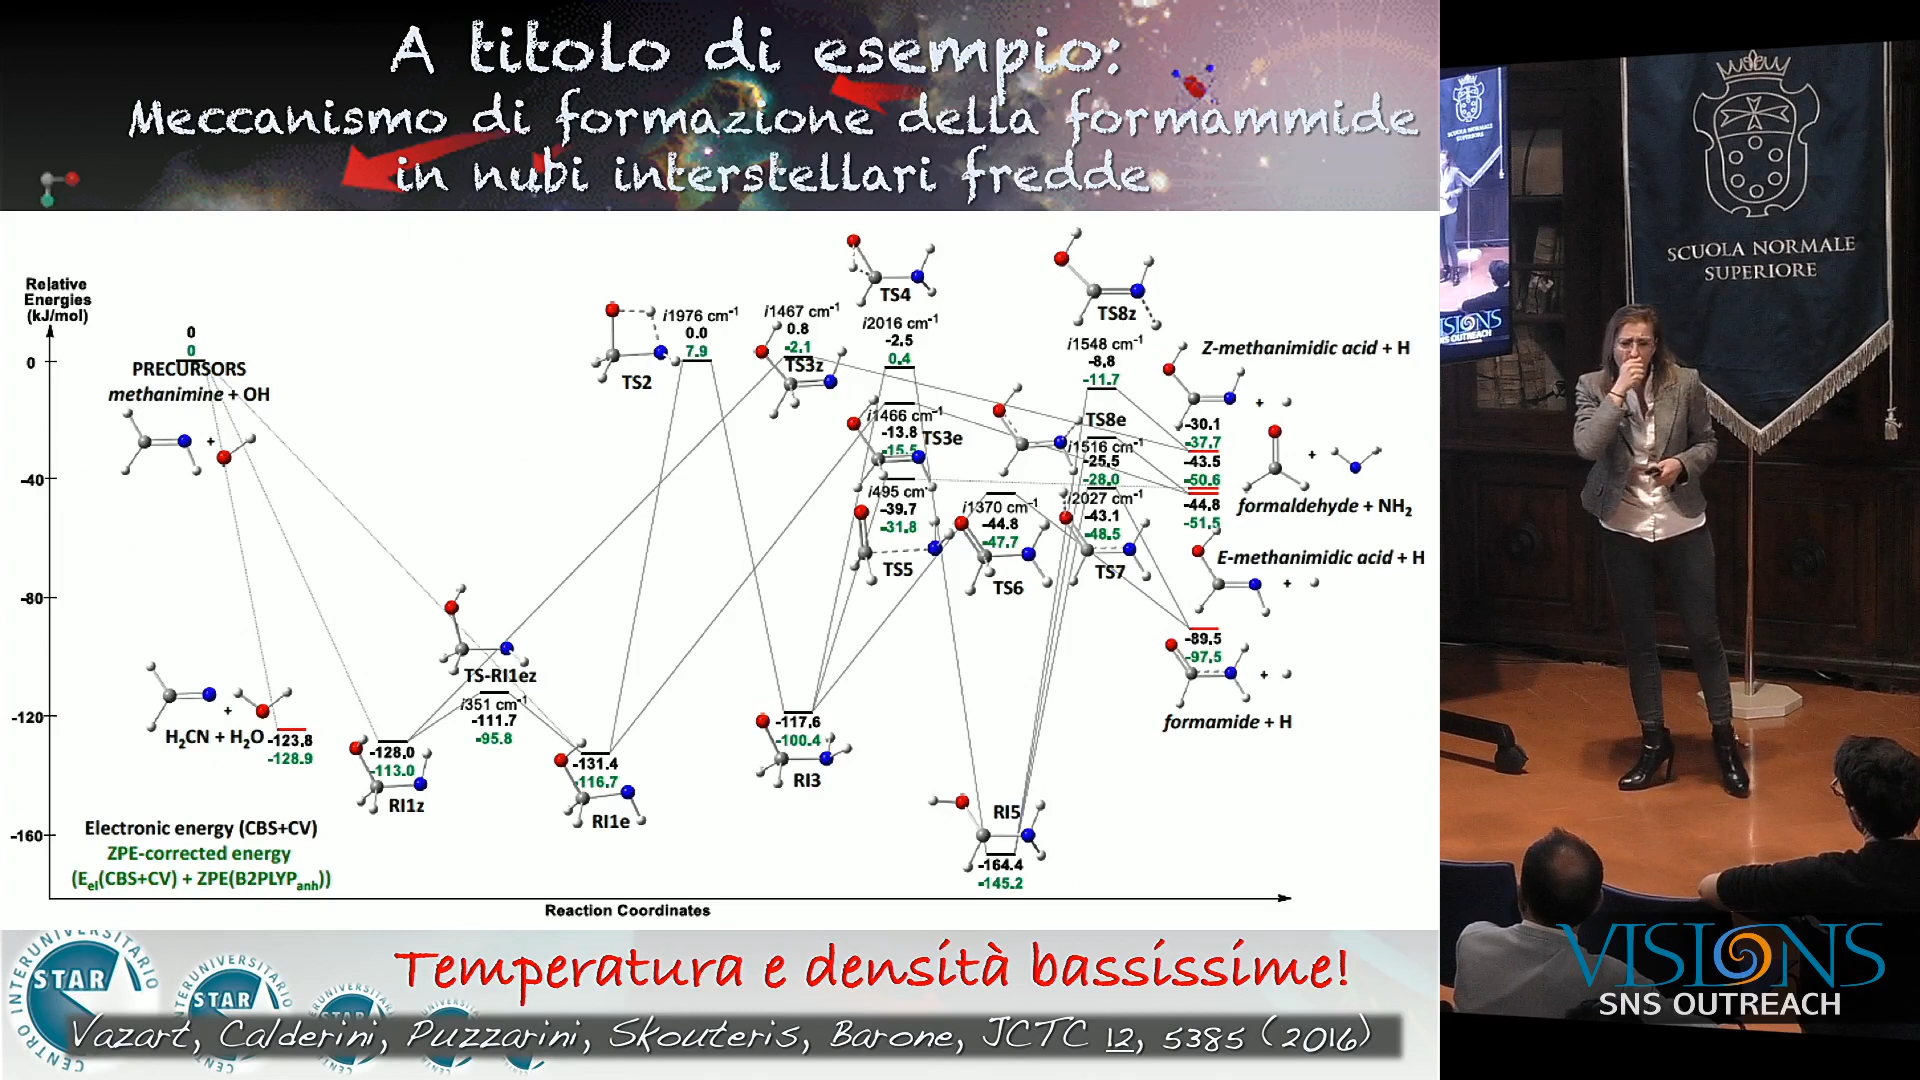 A titolo di esempio:
Meccanismo di formazione della formammide
in nubi interstellari fredde
Relative
Energies
(kJ/mol)
0
-40
-80
-120
-160
0
0
PRECURSORS
methanimine + OH
+
H₂CN + H₂O
+
-123.8
-128.9
-128.0
-113.0
RI1z
TS-RI1ez
i351 cm⁻¹
-111.7
-95.8
-131.4
-116.7
RI1e
TS2
i1976 cm⁻¹
0.0
7.9
i1467 cm⁻¹
0.8
-2.1
TS3z
TS4
i2016 cm⁻¹
-2.5
0.4
i1466 cm⁻¹
-13.8
TS3e
i495 cm⁻
-39.7
-31.8
TS5
-117.6
-100.4
RI3
i1370 cm⁻¹
-44.8
-47.7
TS6
RI5
-164.4
-145.2
TS8z
i1548 cm⁻¹
-8.8
-11.7
TS8e
i1516 cm⁻¹
-25.5
-28.0
i2027 cm⁻¹
-43.1
-48.5
TS7
Z-methanimidic acid + H
+
-30.1
-37.7
-43.5
-50.6
+
formaldehyde + NH₂
-44.8
-51.5
E-methanimidic acid + H
+
-89.5
-97.5
+
formamide + H
Electronic energy (CBS+CV)
ZPE-corrected energy
(Eel(CBS+CV) + ZPE(B2PLYPanh))
Reaction Coordinates
Temperatura e densità bassissime!
Vazart, Calderini, Puzzarini, Skouteris, Barone, JCTC 12, 5385 (2016)
CENTRO INTERUNIVERSITARIO
STAR
STAR
STAR
SCUOLA NORMALE
SUPERIORE
VISIONS
OUTREACH
VISIONS
SNS OUTREACH